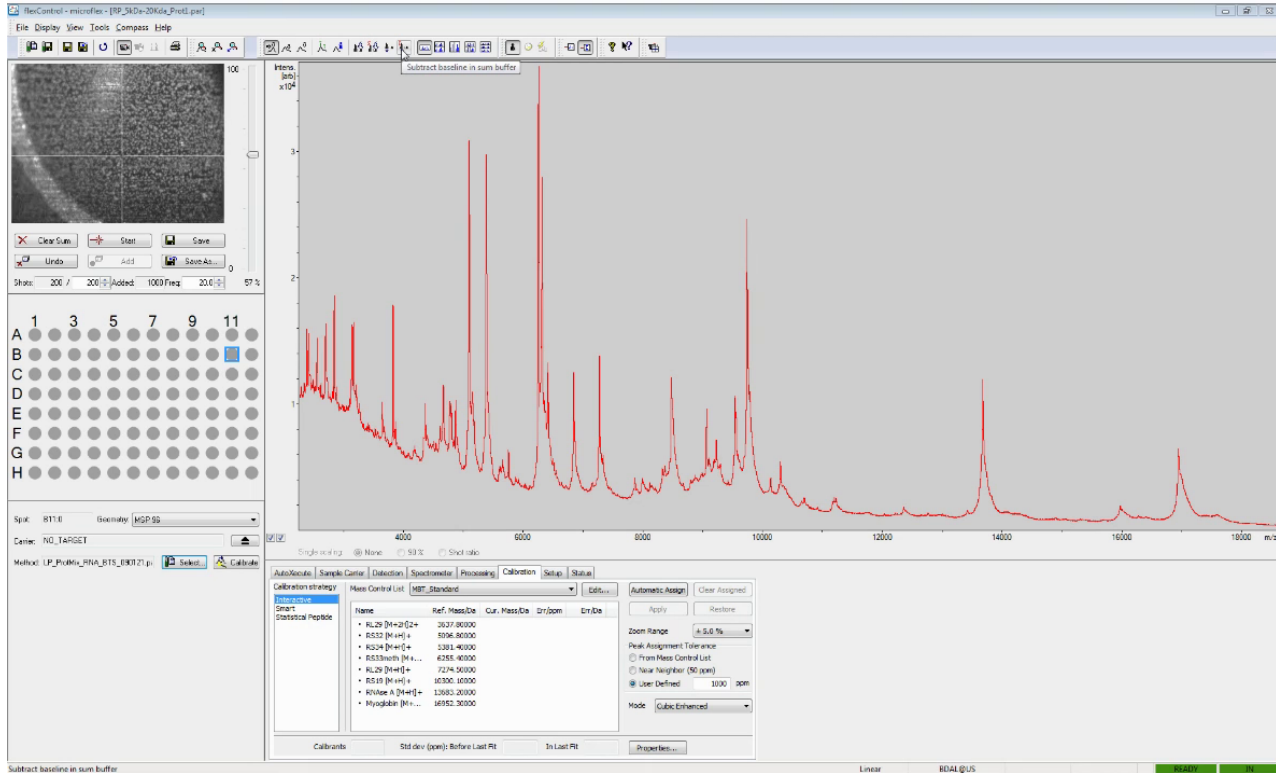 flexControl - microflex - [RP_5kDa-20Kda_Prot1.par]
File Display View Tools Compass Help
Subtract baseline in sum buffer
100
Clear Sum Start Save
Undo Add Save As...
0
Shots: 200 / 200 Added: 1000 Freq: 20.0 57 %
1 3 5 7 9 11
A
B
C
D
E
F
G
H
Spot: B11:0 Geometry: MSP 96
Carrier: NO_TARGET
Method: LP_ProtMix_RNA_BTS_090121.p Select... Calibrate
Intens. [arb]
x10^4
3
2
1
4000 6000 8000 10000 12000 14000 16000 18000 m/z
Single scaling: None 90 % Shot ratio
AutoXecute Sample Carrier Detection Spectrometer Processing Calibration Setup Status
Calibration strategy
Interactive
Smart
Statistical Peptide
Mass Control List MBT_Standard Edit...
Name Ref. Mass/Da Cur. Mass/Da Err/ppm Err/Da
• RL29 [M+2H]2+ 3637.80000
• RS32 [M+H]+ 5096.80000
• RS34 [M+H]+ 5381.40000
• RS33meth [M+... 6255.40000
• RL29 [M+H]+ 7274.50000
• RS19 [M+H]+ 10300.10000
• RNAse A [M+H]+ 13683.20000
• Myoglobin [M+... 16952.30000
Automatic Assign Clear Assigned
Apply Restore
Zoom Range ± 5.0 %
Peak Assignment Tolerance
From Mass Control List
Near Neighbor (50 ppm)
User Defined 1000 ppm
Mode Cubic Enhanced
Calibrants Std dev (ppm): Before Last Fit In Last Fit Properties...
Subtract baseline in sum buffer Linear BDAL@US READY IN